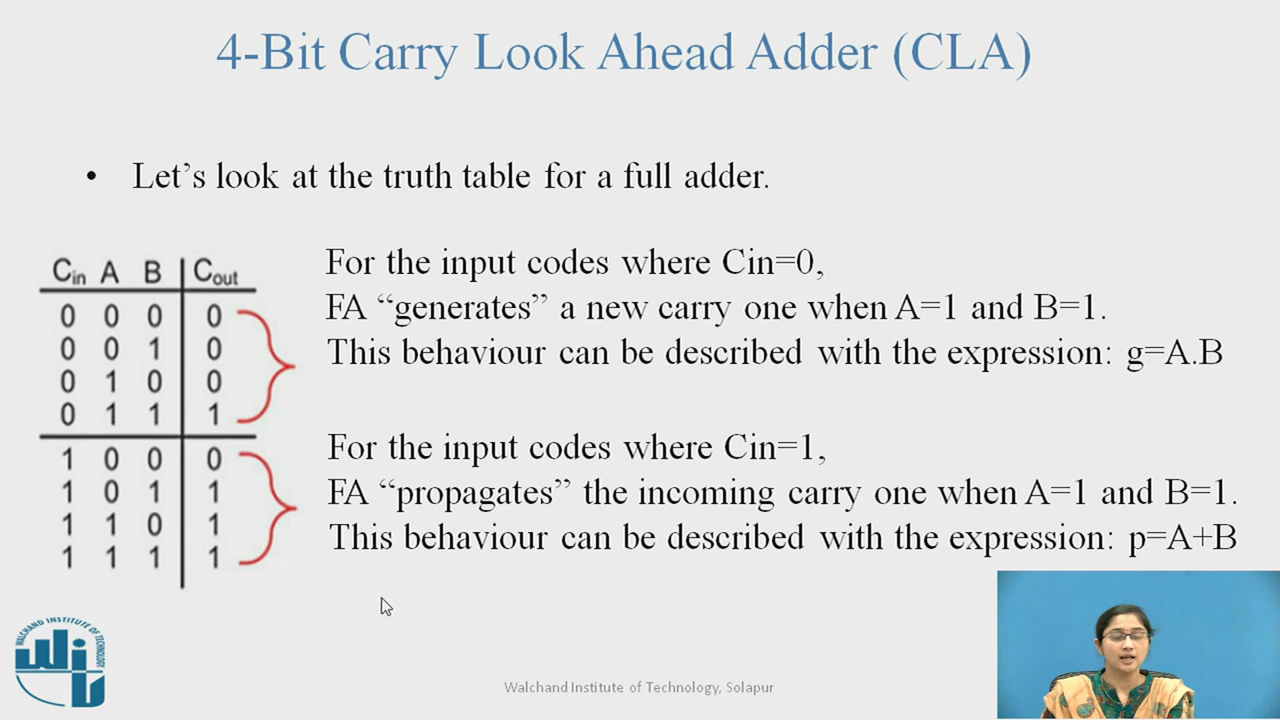 4-Bit Carry Look Ahead Adder (CLA)
• Let’s look at the truth table for a full adder.
Cin A B Cout
0 0 0 0
0 0 1 0
0 1 0 0
0 1 1 1
1 0 0 0
1 0 1 1
1 1 0 1
1 1 1 1
For the input codes where Cin=0,
FA “generates” a new carry one when A=1 and B=1.
This behaviour can be described with the expression: g=A.B
For the input codes where Cin=1,
FA “propagates” the incoming carry one when A=1 and B=1.
This behaviour can be described with the expression: p=A+B
WALCHAND INSTITUTE OF TECHNOLOGY, SOLAPUR
Walchand Institute of Technology, Solapur